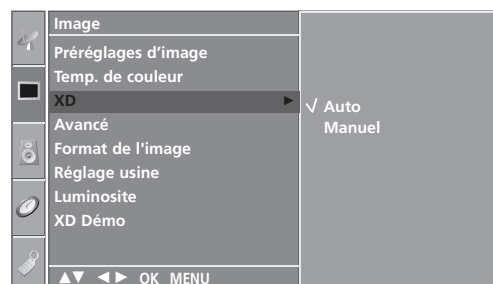 Image
Préréglages d’image
Temp. de couleur
XD ►
Avancé
Format de l'image
Réglage usine
Luminosite
XD Démo
▲▼ ◄► OK MENU
√ Auto
Manuel